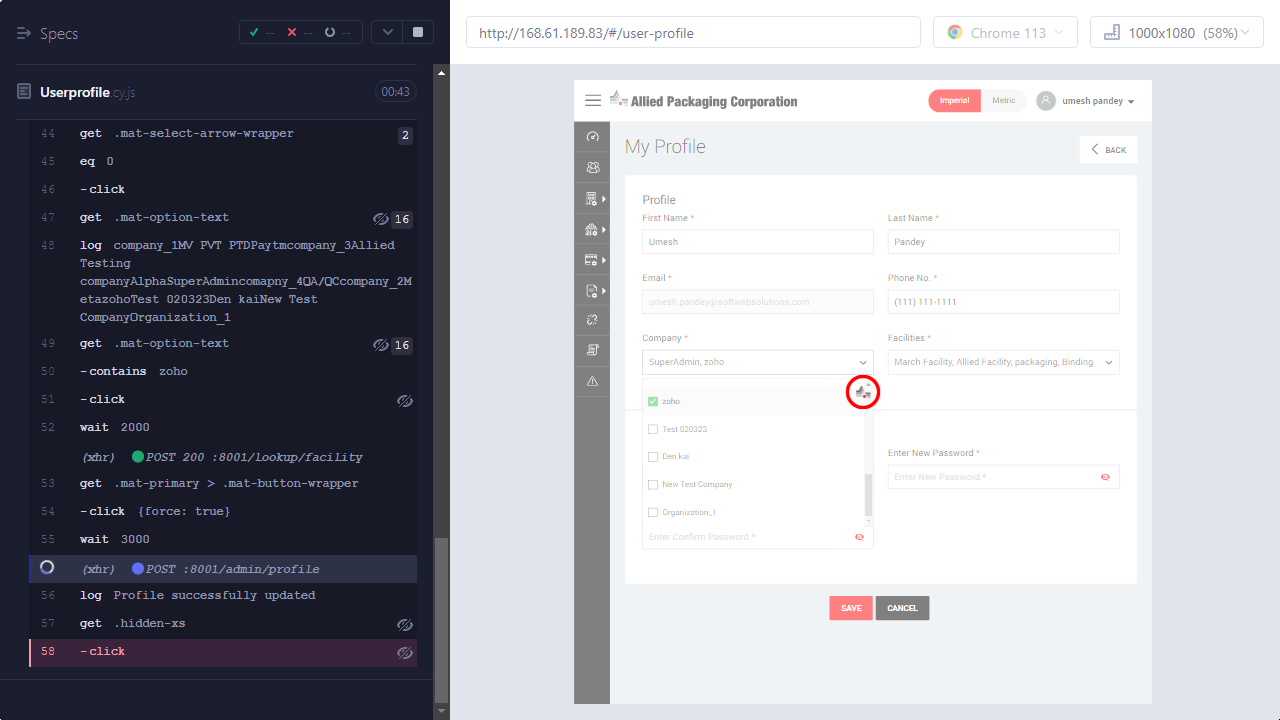 Specs
-- -- --
Userprofile.cy.js 00:43
44 get .mat-select-arrow-wrapper 2
45 eq 0
46 -click
47 get .mat-option-text 16
48 log company_1MV PVT PTDPaytmcompany_3Allied
Testing
companyAlphaSuperAdmincomapny_4QA/QCcompany_2M
etazohoTest 020323Den kaiNew Test
CompanyOrganization_1
49 get .mat-option-text 16
50 -contains zoho
51 -click
52 wait 2000
(xhr) POST 200 :8001/lookup/facility
53 get .mat-primary > .mat-button-wrapper
54 -click {force: true}
55 wait 3000
(xhr) POST :8001/admin/profile
56 log Profile successfully updated
57 get .hidden-xs
58 -click
http://168.61.189.83/#/user-profile
Chrome 113
1000x1080 (58%)
Allied Packaging Corporation
Imperial Metric
umesh pandey
My Profile
BACK
Profile
First Name *
Last Name *
Umesh
Pandey
Email *
Phone No. *
umesh.pandey@softwebsolutions.com
(111) 111-1111
Company *
Facilities *
SuperAdmin, zoho
March Facility, Allied Facility, packaging, Binding
zoho
Test 020323
Den kai
New Test Company
Organization_1
Enter New Password *
Enter New Password *
Enter Confirm Password *
SAVE CANCEL